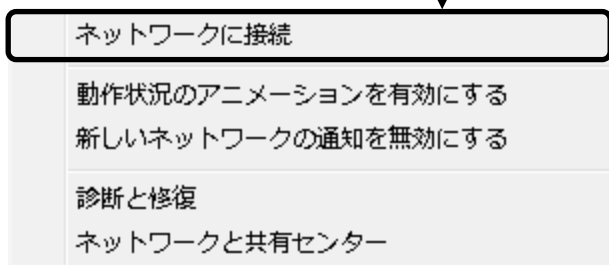 ネットワークに接続
動作状況のアニメーションを有効にする
新しいネットワークの通知を無効にする
診断と修復
ネットワークと共有センター